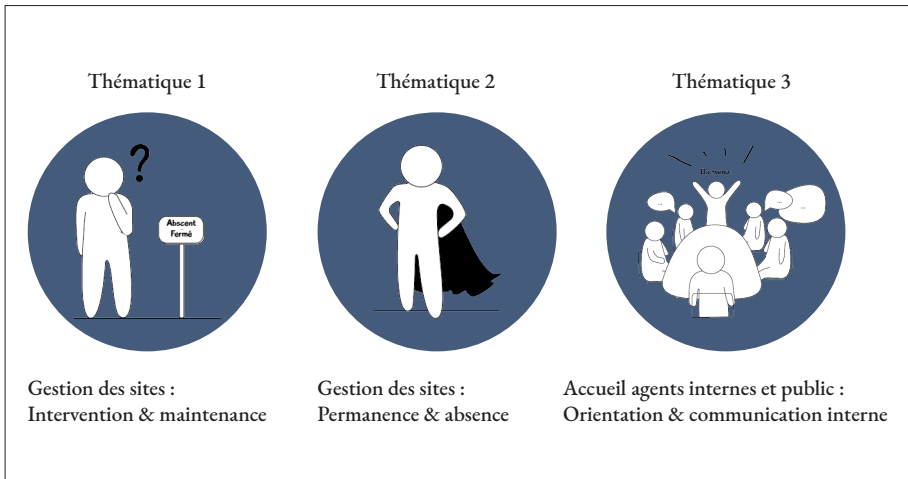 Thématique 1
Thématique 2
Thématique 3
?
Abscent
Fermé
...
...
...
Gestion des sites :
Intervention & maintenance
Gestion des sites :
Permanence & absence
Accueil agents internes et public :
Orientation & communication interne